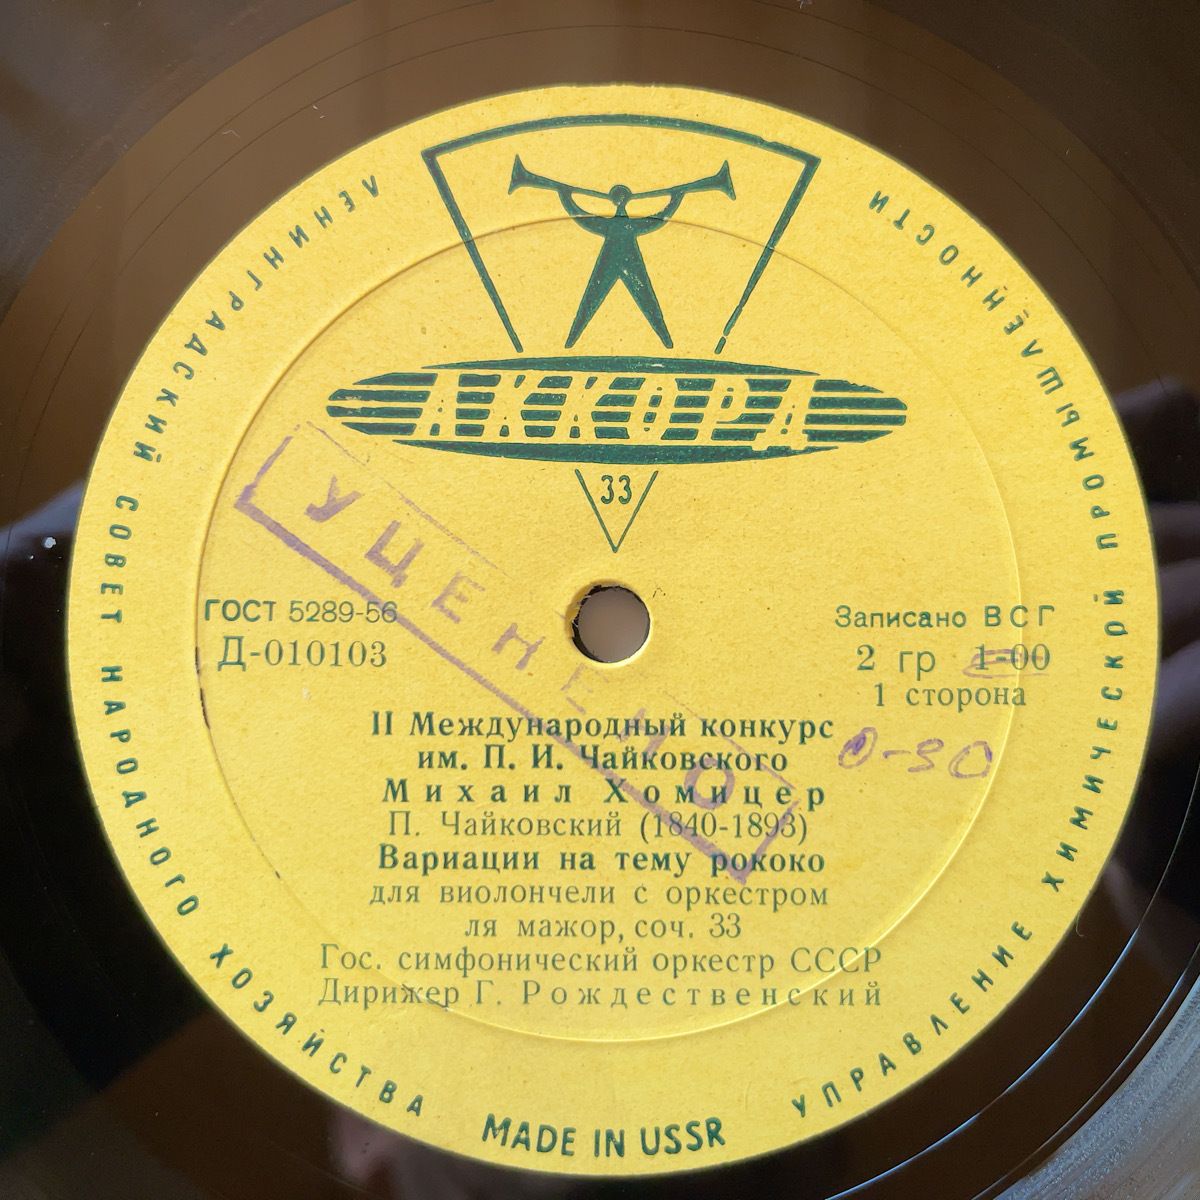 ЛЕНИНГРАДСКИЙ СОВЕТ НАРОДНОГО ХОЗЯЙСТВА
УПРАВЛЕНИЕ ХИМИЧЕСКОЙ ПРОМЫШЛЁННОСТИ
АККОРД
33
УЦЕНЕНО
ГОСТ 5289-56
Д-010103
Записано ВСГ
2 гр 1-00
1 сторона
0-90
II Международный конкурс
им. П. И. Чайковского
Михаил Хомицер
П. Чайковский (1840-1893)
Вариации на тему рококо
для виолончели с оркестром
ля мажор, соч. 33
Гос. симфонический оркестр СССР
Дирижер Г. Рождественский
MADE IN USSR